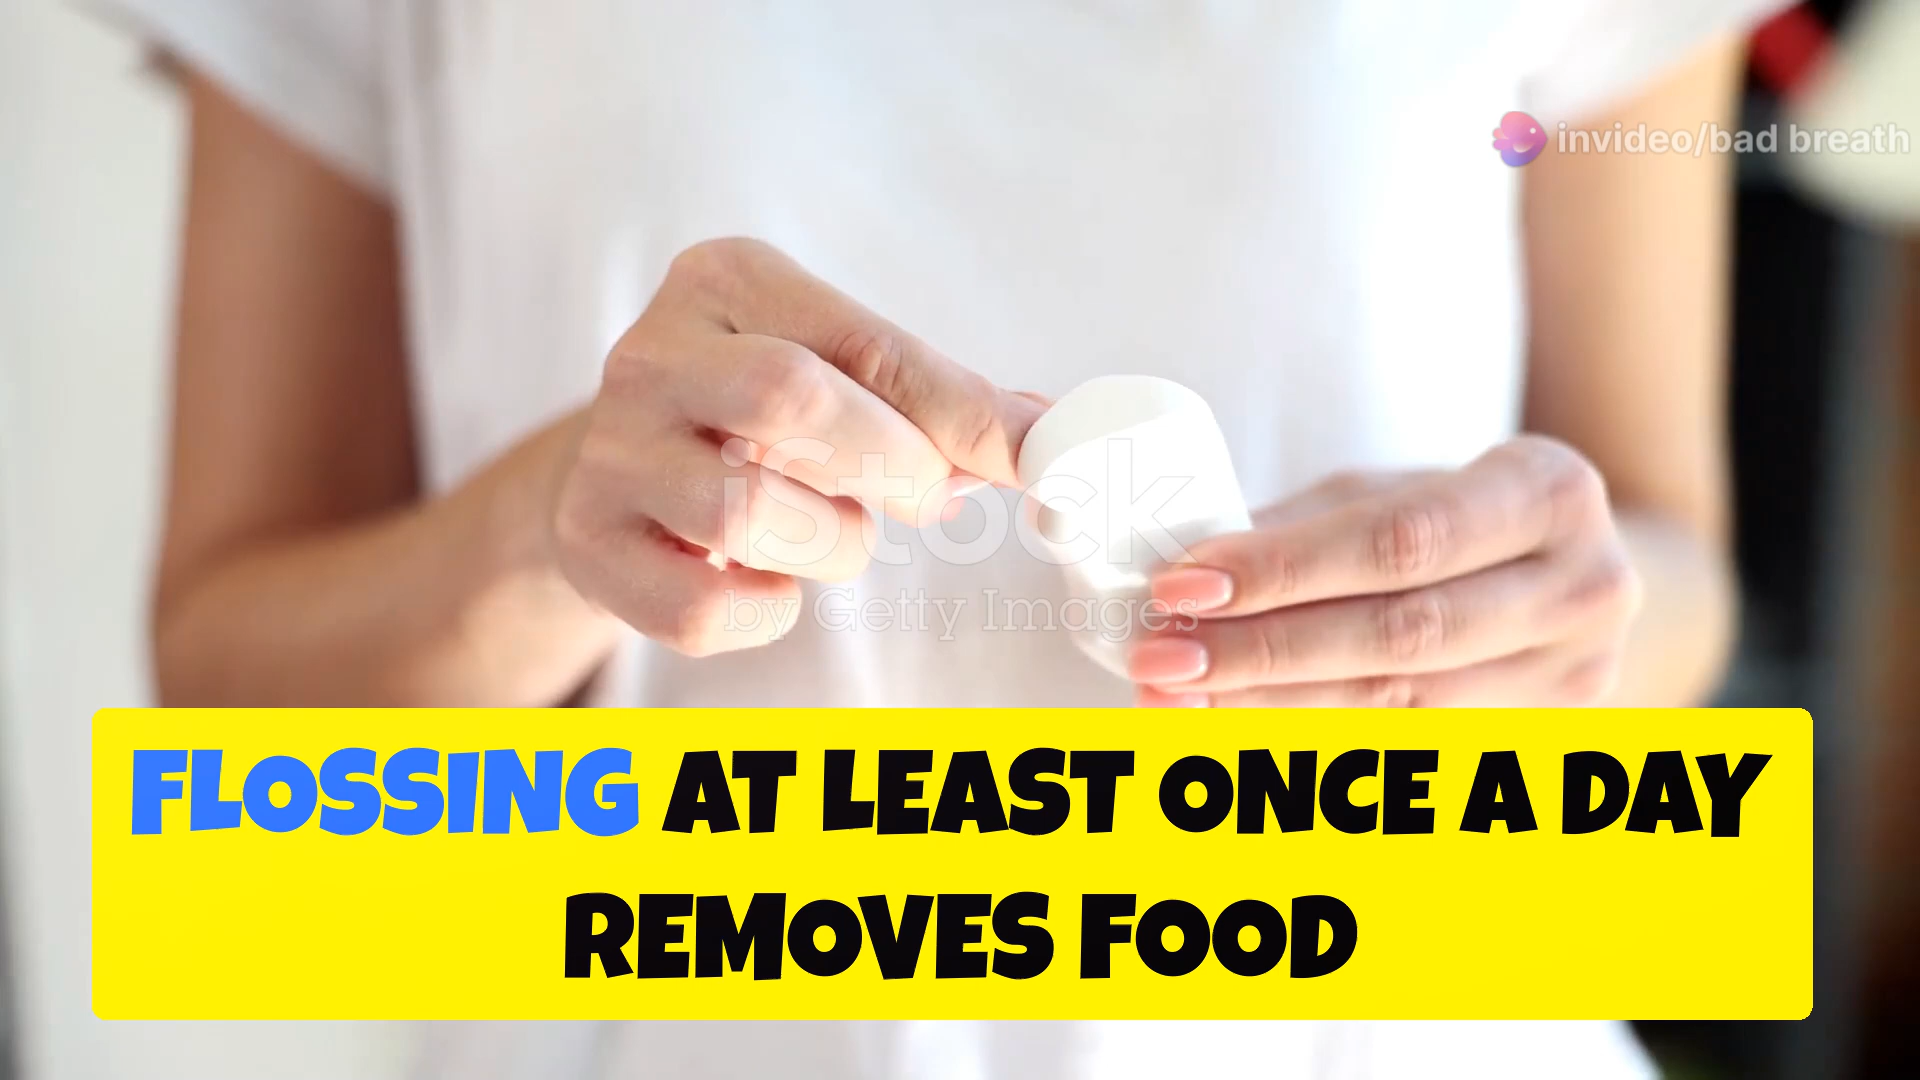 invideo/bad breath
iStock
by Getty Images
FLOSSING AT LEAST ONCE A DAY
REMOVES FOOD